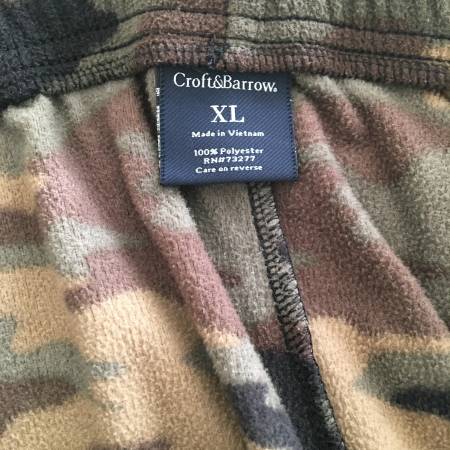 Croft&Barrow®
XL
Made in Vietnam
100% Polyester
RN#73277
Care on reverse